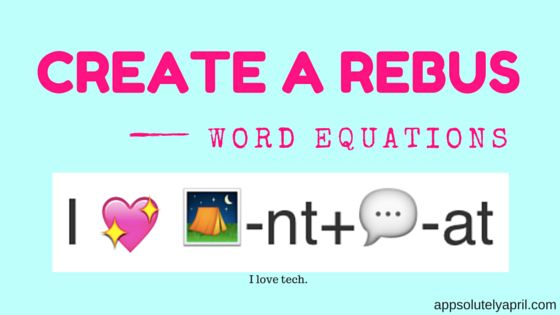 CREATE A REBUS
WORD EQUATIONS
I 💖 🏕-nt+💬-at
I love tech.
appsolutelyapril.com